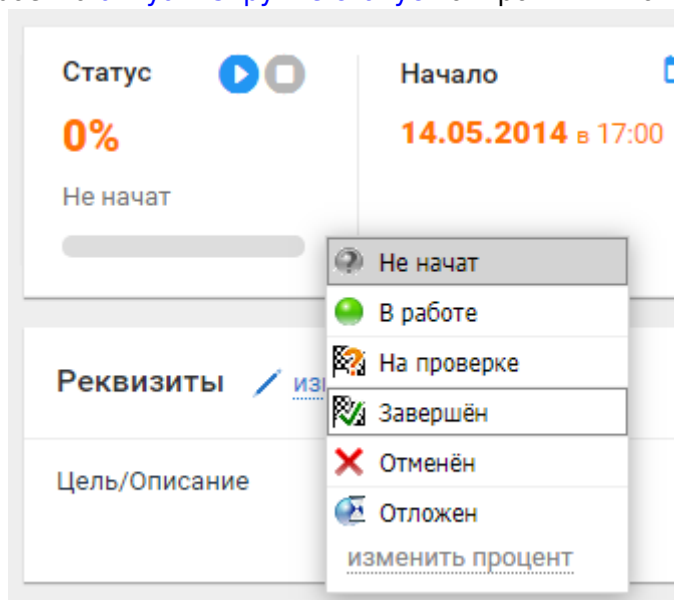 Статус
Начало
0%
14.05.2014 в 17:00
Не начат
Не начат
В работе
На проверке
Реквизиты
Завершён
Отменён
Цель/Описание
Отложен
изменить процент